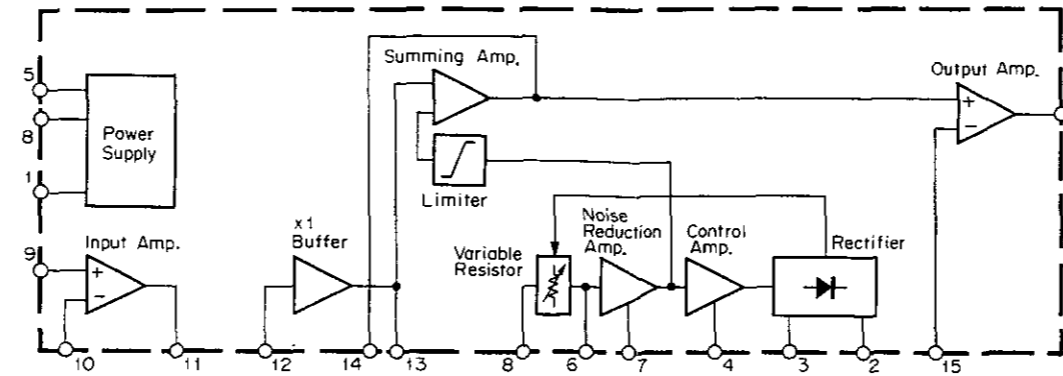 Summing Amp.
Output Amp.
5
8
1
Power
Supply
+
−
Limiter
Input Amp.
x1
Buffer
Variable
Resistor
Noise
Reduction
Amp.
Control
Amp.
Rectifier
9
+
−
10
11
12
14
13
8
6
7
4
3
2
15